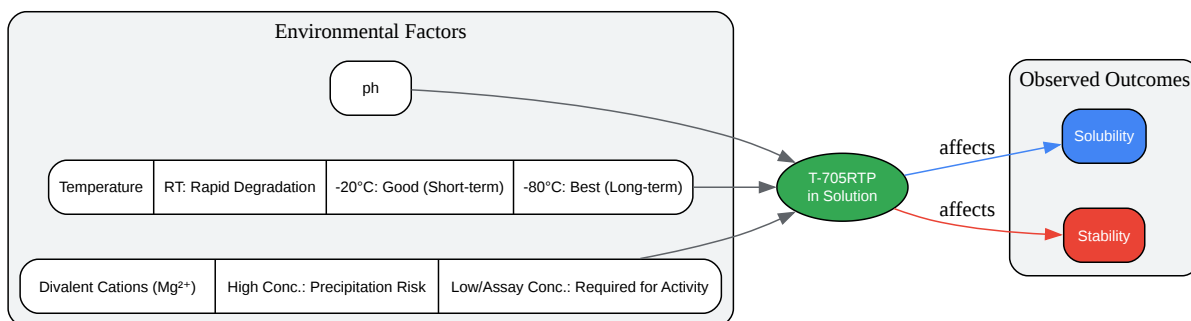 Environmental Factors
ph
Temperature
RT: Rapid Degradation
-20°C: Good (Short-term)
-80°C: Best (Long-term)
Divalent Cations (Mg²⁺)
High Conc.: Precipitation Risk
Low/Assay Conc.: Required for Activity
T-705RTP
in Solution
affects
affects
Observed Outcomes
Solubility
Stability